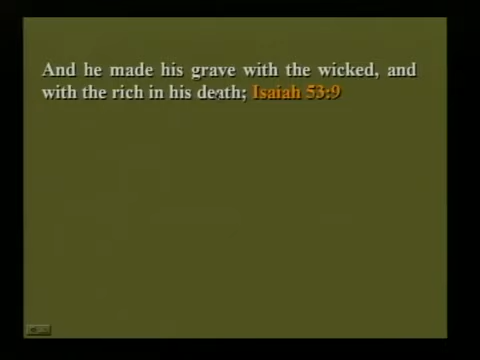 And he made his grave with the wicked, and
with the rich in his death; Isaiah 53:9